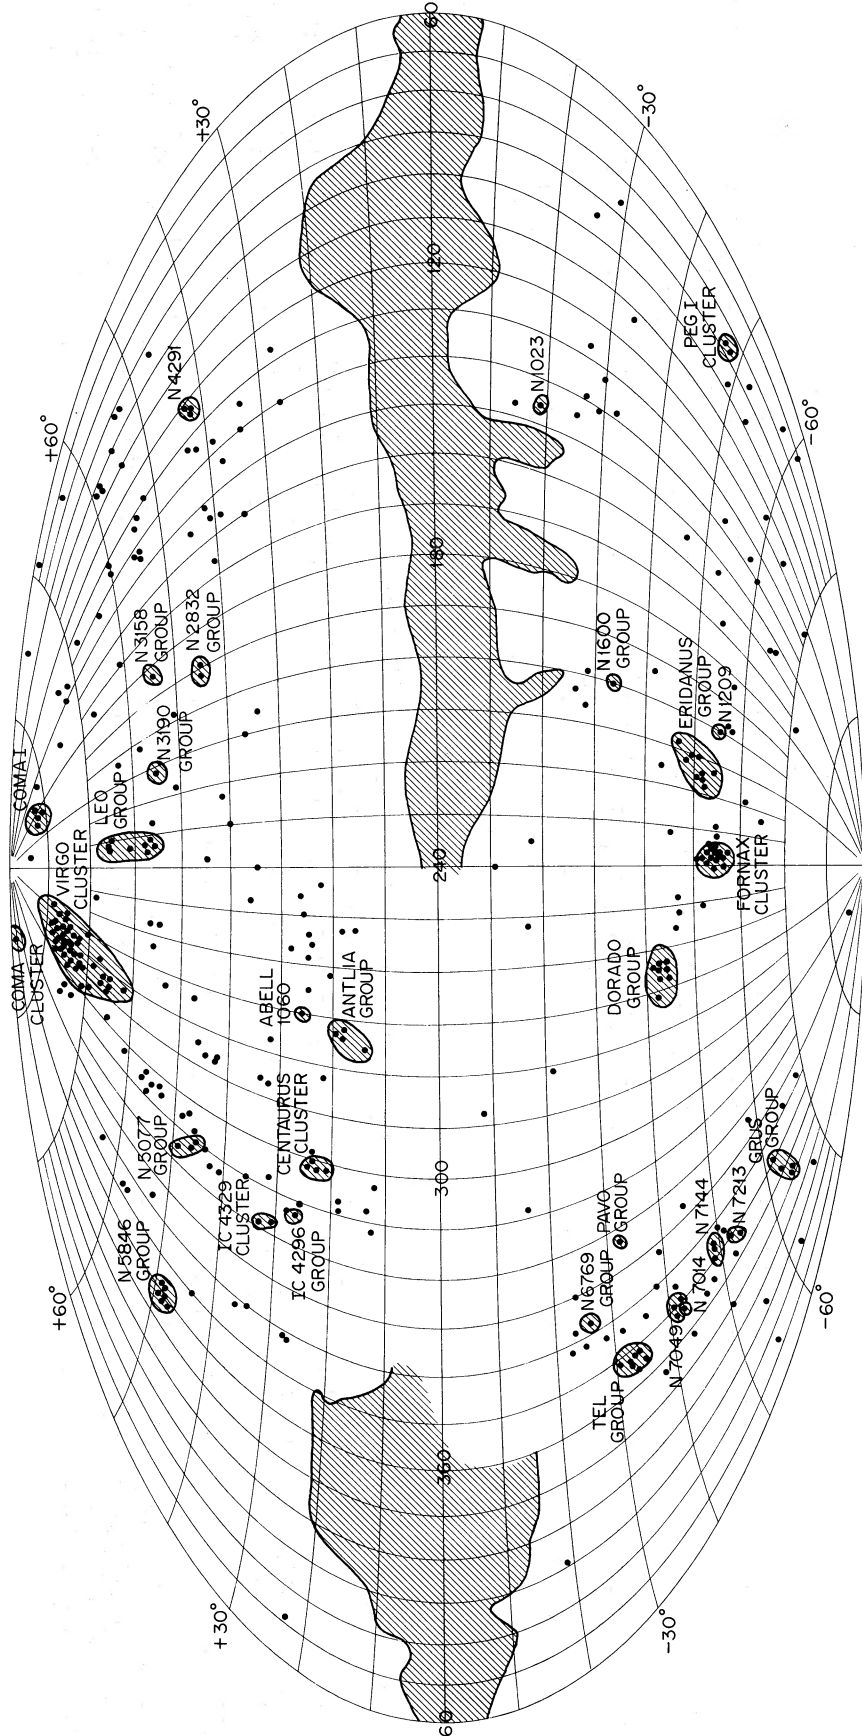 60
+30°
-30°
120
PEG I
CLUSTER
N4291
N1023
+60°
-60°
180
N3158
GROUP
N2832
GROUP
N1600
GROUP
ERIDANUS
GROUP
N1209
N3190
GROUP
COMA I
LEO
GROUP
VIRGO
CLUSTER
240
FORNAX
CLUSTER
COMA
CLUSTER
DORADO
GROUP
ABELL
1060
ANTLIA
GROUP
CENTAURUS
CLUSTER
N5077
GROUP
GRUS
GROUP
300
IC 4329
CLUSTER
IC 4296
GROUP
PAVO
GROUP
N7144
N7213
N5846
GROUP
N6769
GROUP
N7014
N7049
+60°
-60°
TEL
GROUP
360
+30°
-30°
60